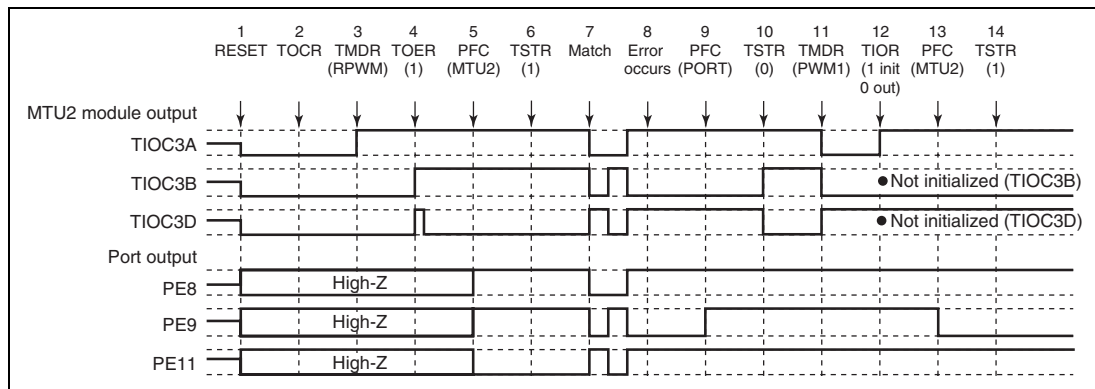 1 2 3 4 5 6 7 8 9 10 11 12 13 14
RESET TOCR TMDR TOER PFC TSTR Match Error PFC TSTR TMDR TIOR PFC TSTR
(RPWM) (1) (MTU2) (1) occurs (PORT) (0) (PWM1) (1 init (MTU2) (1)
0 out)
MTU2 module output
TIOC3A
TIOC3B
● Not initialized (TIOC3B)
TIOC3D
● Not initialized (TIOC3D)
Port output
PE8
High-Z
PE9
High-Z
PE11
High-Z